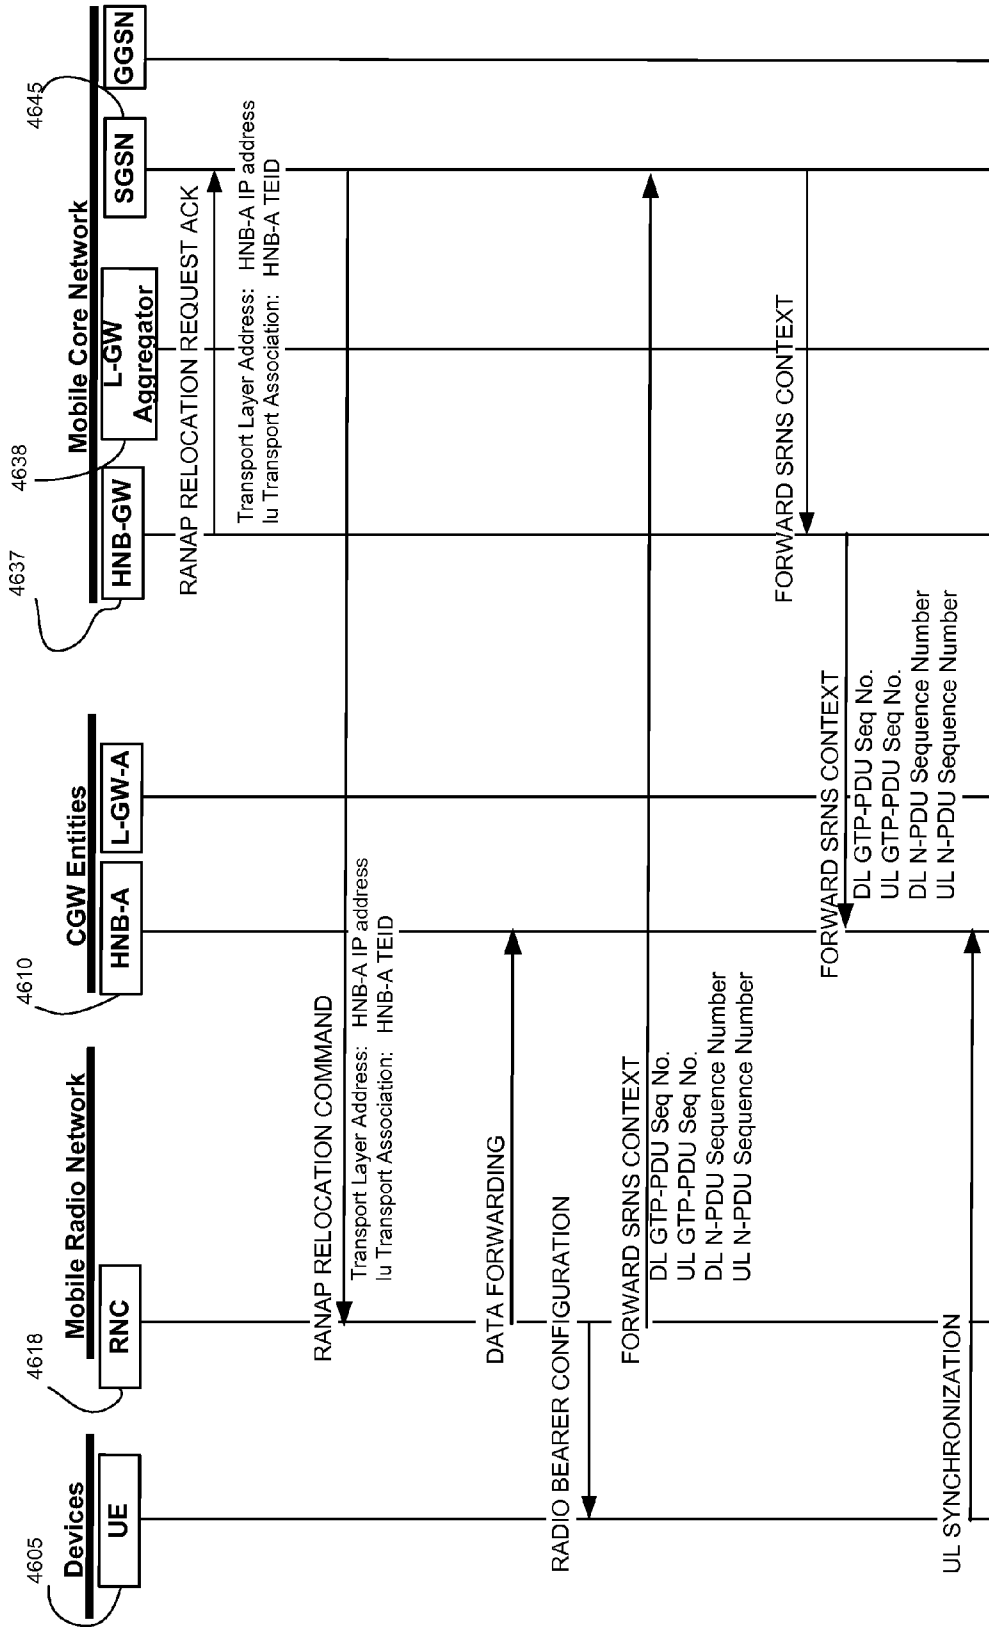 4605
4618
4610
4637
4638
4645
Devices
Mobile Radio Network
CGW Entities
Mobile Core Network
UE
RNC
HNB-A
L-GW-A
HNB-GW
L-GW
Aggregator
SGSN
GGSN
RANAP RELOCATION REQUEST ACK
Transport Layer Address: HNB-A IP address
Iu Transport Association: HNB-A TEID
RANAP RELOCATION COMMAND
Transport Layer Address: HNB-A IP address
Iu Transport Association: HNB-A TEID
DATA FORWARDING
RADIO BEARER CONFIGURATION
FORWARD SRNS CONTEXT
DL GTP-PDU Seq No.
UL GTP-PDU Seq No.
DL N-PDU Sequence Number
UL N-PDU Sequence Number
FORWARD SRNS CONTEXT
FORWARD SRNS CONTEXT
DL GTP-PDU Seq No.
UL GTP-PDU Seq No.
DL N-PDU Sequence Number
UL N-PDU Sequence Number
UL SYNCHRONIZATION